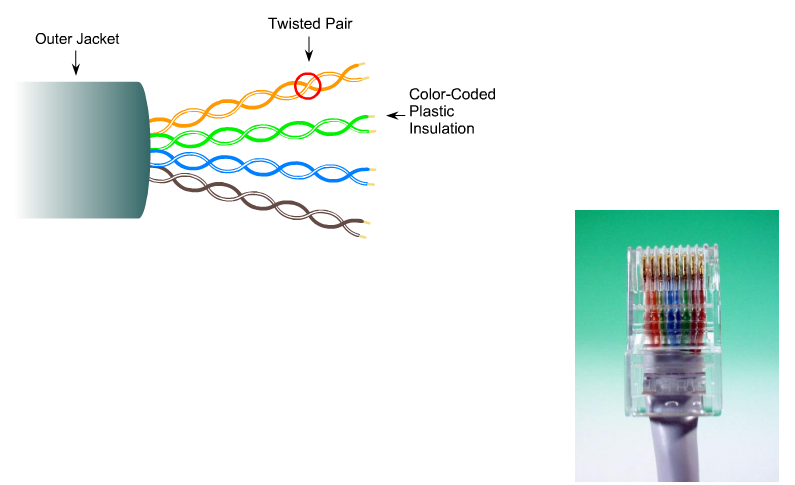 Twisted Pair
Outer Jacket
Color-Coded
Plastic
Insulation